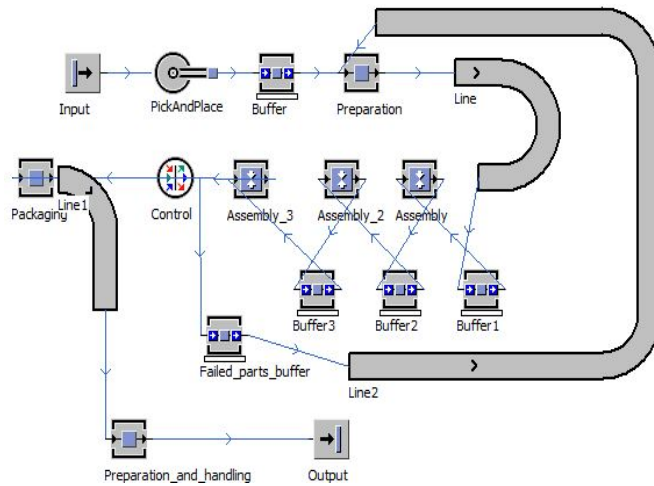 Input
PickAndPlace
Buffer
Preparation
Line
Packaging
Line1
Control
Assembly_3
Assembly_2
Assembly
Buffer3
Buffer2
Buffer1
Failed_parts_buffer
Line2
Preparation_and_handling
Output